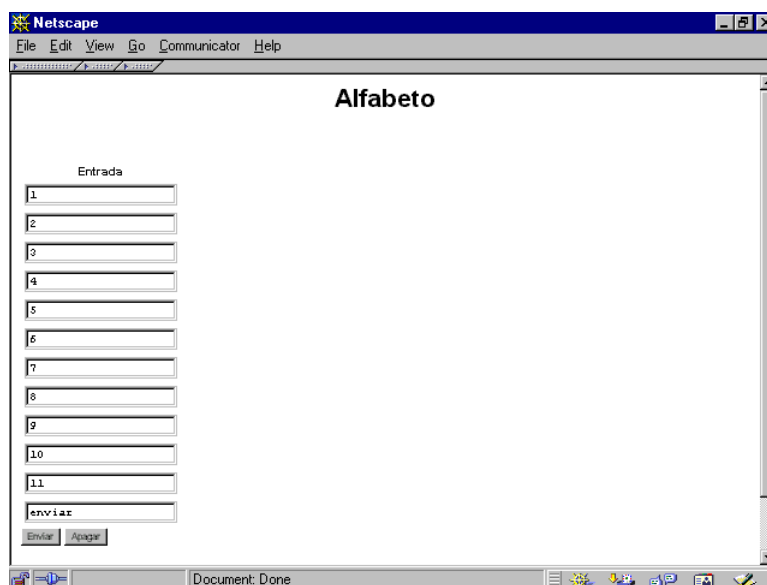 Netscape
File Edit View Go Communicator Help
Alfabeto
Entrada
1
2
3
4
5
6
7
8
9
10
11
enviar
Enviar Apagar
Document: Done